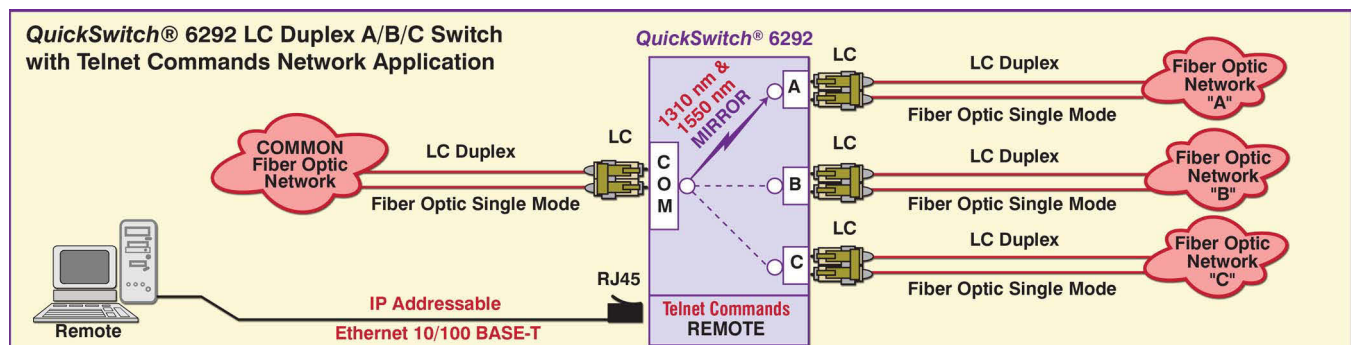 QuickSwitch® 6292 LC Duplex A/B/C Switch
with Telnet Commands Network Application
QuickSwitch® 6292
COMMON
Fiber Optic
Network
LC Duplex
Fiber Optic Single Mode
LC
COM
1310 nm &
1550 nm
MIRROR
A
LC
LC Duplex
Fiber Optic Single Mode
Fiber Optic
Network
"A"
B
LC
LC Duplex
Fiber Optic Single Mode
Fiber Optic
Network
"B"
C
LC
LC Duplex
Fiber Optic Single Mode
Fiber Optic
Network
"C"
Remote
IP Addressable
Ethernet 10/100 BASE-T
RJ45
Telnet Commands
REMOTE